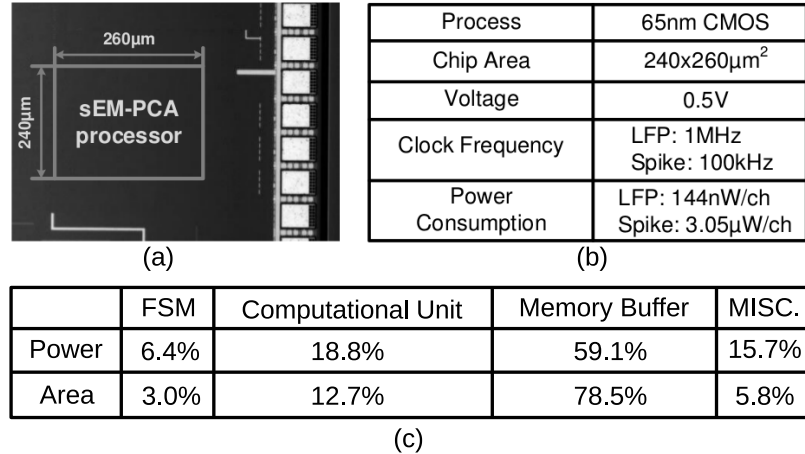 260µm
240µm
sEM-PCA
processor
(a)
Process 65nm CMOS
Chip Area 240x260µm²
Voltage 0.5V
Clock Frequency LFP: 1MHz
Spike: 100kHz
Power
Consumption LFP: 144nW/ch
Spike: 3.05µW/ch
(b)
FSM Computational Unit Memory Buffer MISC.
Power 6.4% 18.8% 59.1% 15.7%
Area 3.0% 12.7% 78.5% 5.8%
(c)